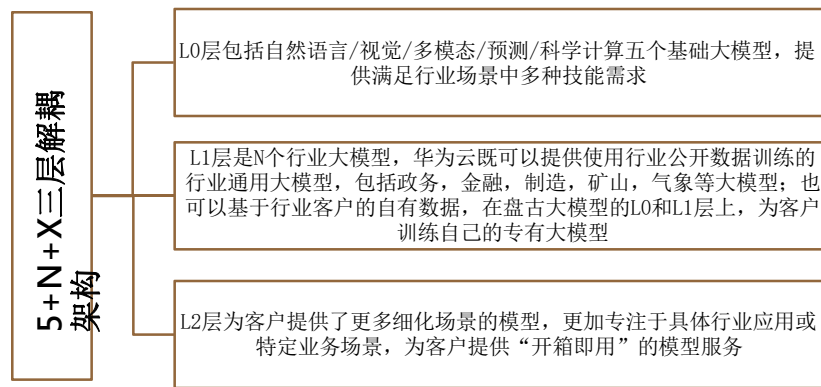 5+N+X三层解耦
架构
L0层包括自然语言/视觉/多模态/预测/科学计算五个基础大模型，提
供满足行业场景中多种技能需求
L1层是N个行业大模型，华为云既可以提供使用行业公开数据训练的
行业通用大模型，包括政务，金融，制造，矿山，气象等大模型；也
可以基于行业客户的自有数据，在盘古大模型的L0和L1层上，为客户
训练自己的专有大模型
L2层为客户提供了更多细化场景的模型，更加专注于具体行业应用或
特定业务场景，为客户提供“开箱即用”的模型服务